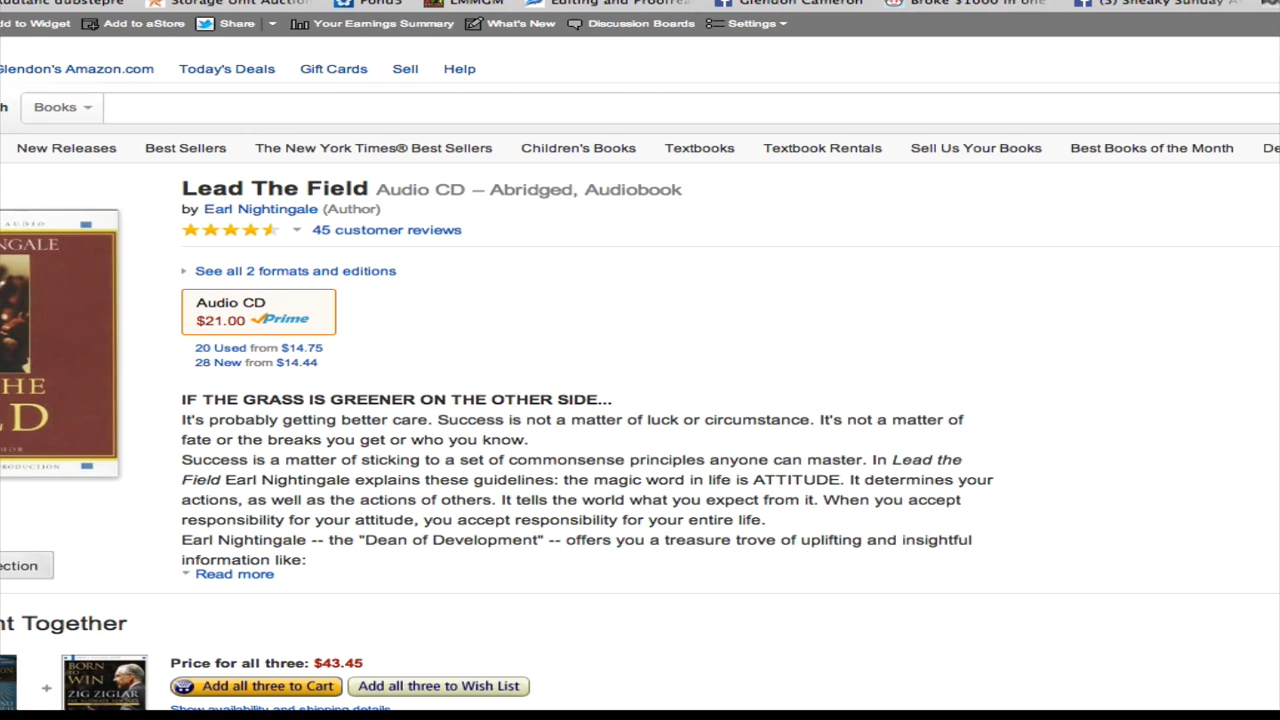 Storage Unit Auction
Editing and Proofrea
Glendon Cameron
Broke $1000 in one
(3) Sneaky Sunday
dd to Widget Add to aStore Share Your Earnings Summary What's New Discussion Boards Settings
Glendon's Amazon.com Today's Deals Gift Cards Sell Help
h Books
New Releases Best Sellers The New York Times® Best Sellers Children's Books Textbooks Textbook Rentals Sell Us Your Books Best Books of the Month De
Lead The Field Audio CD – Abridged, Audiobook
by Earl Nightingale (Author)
45 customer reviews
See all 2 formats and editions
Audio CD
$21.00 Prime
20 Used from $14.75
28 New from $14.44
IF THE GRASS IS GREENER ON THE OTHER SIDE...
It's probably getting better care. Success is not a matter of luck or circumstance. It's not a matter of
fate or the breaks you get or who you know.
Success is a matter of sticking to a set of commonsense principles anyone can master. In Lead the
Field Earl Nightingale explains these guidelines: the magic word in life is ATTITUDE. It determines your
actions, as well as the actions of others. It tells the world what you expect from it. When you accept
responsibility for your attitude, you accept responsibility for your entire life.
Earl Nightingale -- the "Dean of Development" -- offers you a treasure trove of uplifting and insightful
information like:
Read more
AUDIO
NGALE
HE
LD
ection
ht Together
Price for all three: $43.45
Add all three to Cart Add all three to Wish List
Show availability and shipping details
+
BORN
TO
WIN
ZIG ZIGLAR